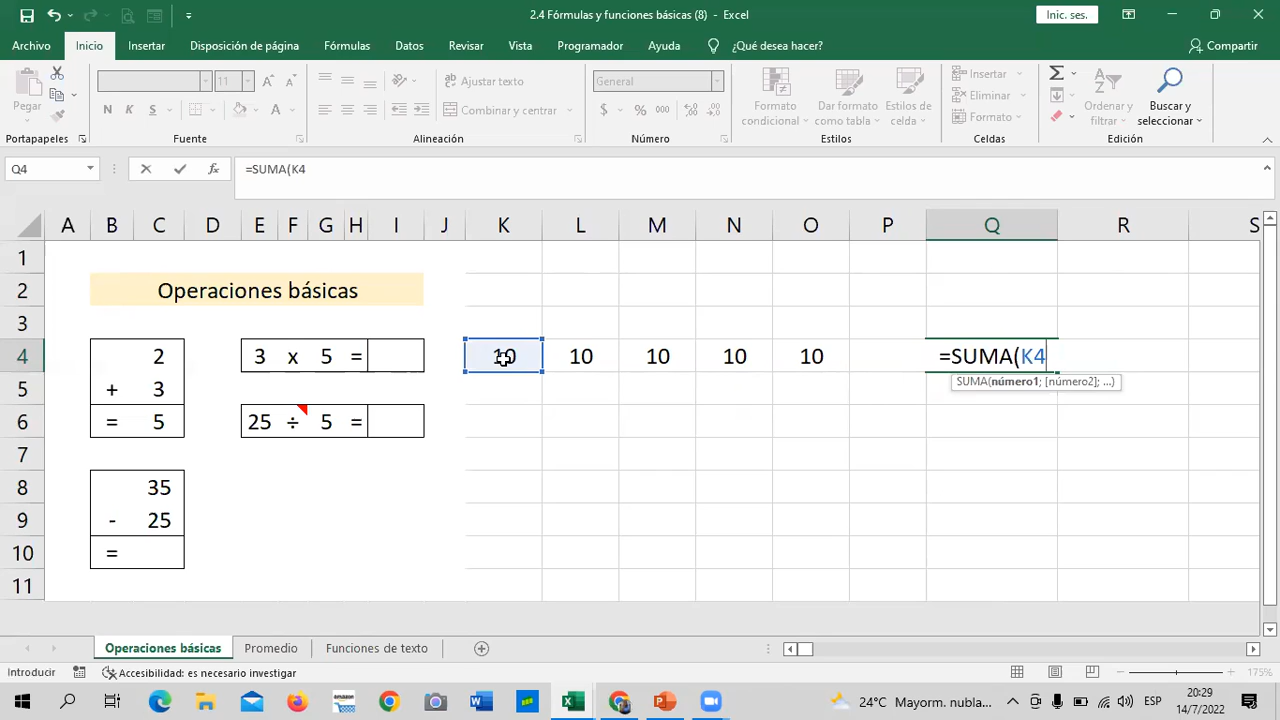 2.4 Fórmulas y funciones básicas (8) - Excel
Inic. ses.
Archivo Inicio Insertar Disposición de página Fórmulas Datos Revisar Vista Programador Ayuda ¿Qué desea hacer? Compartir
Pegar
11
N K S
A
Ajustar texto
Combinar y centrar
General
$ % 000
Formato condicional
Dar formato como tabla
Estilos de celda
Insertar
Eliminar
Formato
Ordenar y filtrar
Buscar y seleccionar
Portapapeles Fuente Alineación Número Estilos Celdas Edición
Q4 fx =SUMA(K4
A B C D E F G H I J K L M N O P Q R S
1
2 Operaciones básicas
3
4 2 3 x 5 = 10 10 10 10 10 =SUMA(K4
SUMA(número1; [número2]; ...)
5 + 3
6 = 5 25 ÷ 5 =
7
8 35
9 - 25
10 =
11
Operaciones básicas Promedio Funciones de texto
Introducir Accesibilidad: es necesario investigar 175%
amazon
24°C Mayorm. nubla... ESP 20:29
14/7/2022